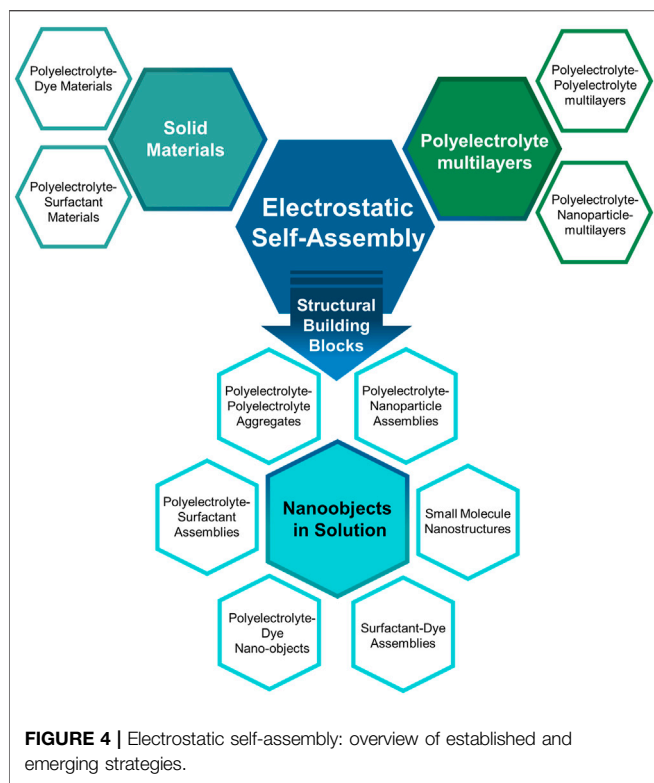 Polyelectrolyte-
Dye Materials
Solid
Materials
Polyelectrolyte-
Surfactant
Materials
Electrostatic
Self-Assembly
Polyelectrolyte
multilayers
Polyelectrolyte-
Polyelectrolyte
multilayers
Polyelectrolyte-
Nanoparticle-
multilayers
Structural
Building
Blocks
Polyelectrolyte-
Polyelectrolyte
Aggregates
Polyelectrolyte-
Nanoparticle
Assemblies
Polyelectrolyte-
Surfactant
Assemblies
Nanoobjects
in Solution
Small Molecule
Nanostructures
Polyelectrolyte-
Dye
Nano-objects
Surfactant-Dye
Assemblies
FIGURE 4 | Electrostatic self-assembly: overview of established and
emerging strategies.